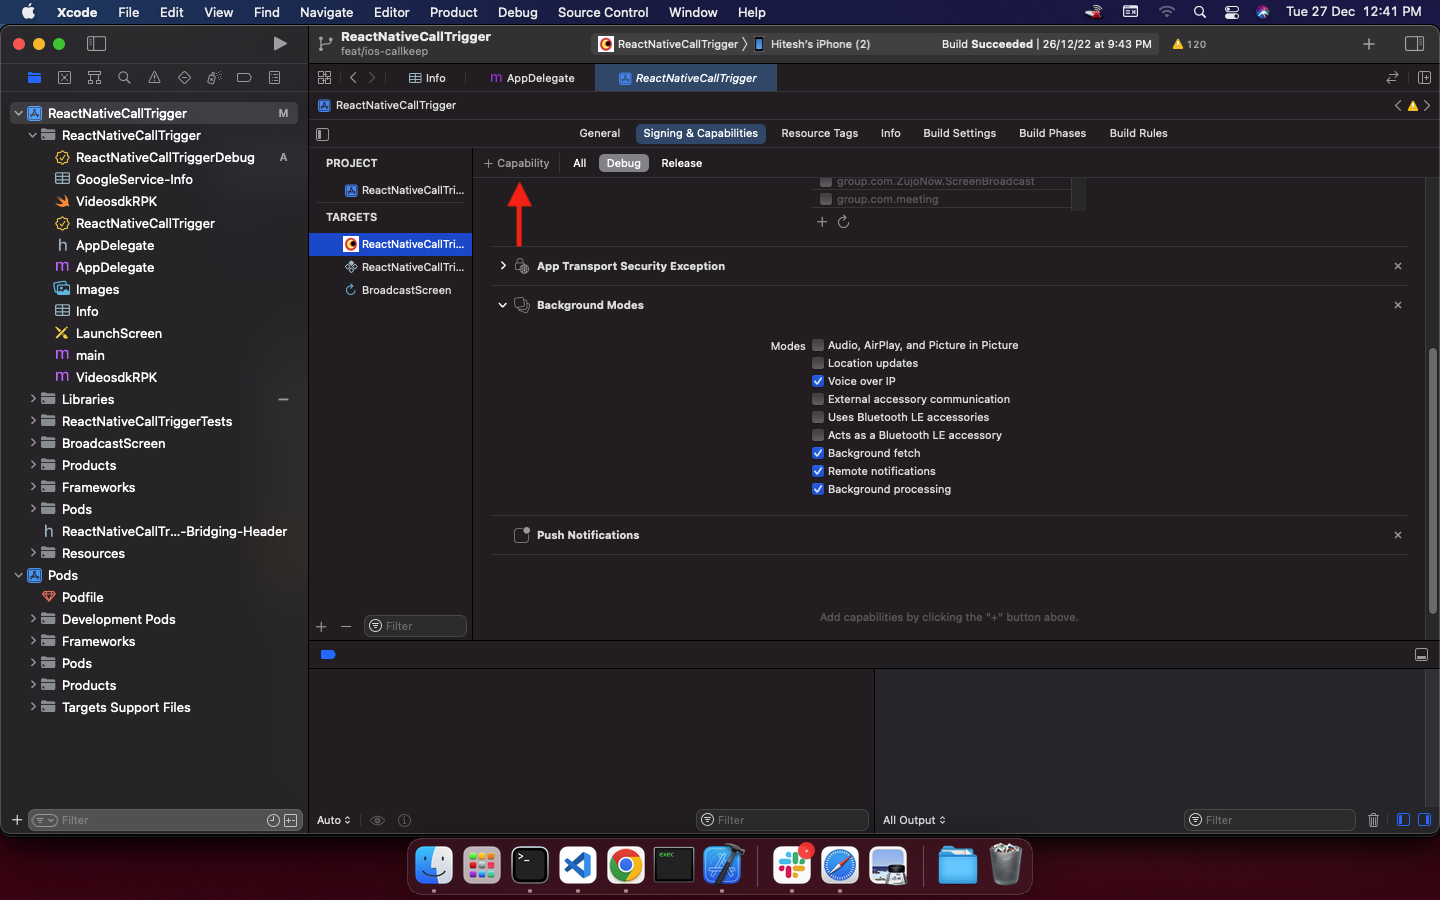 Xcode File Edit View Find Navigate Editor Product Debug Source Control Window Help Tue 27 Dec 12:41 PM
ReactNativeCallTrigger
feat/ios-callkeep
ReactNativeCallTrigger Hitesh's iPhone (2) Build Succeeded | 26/12/22 at 9:43 PM 120
Info AppDelegate ReactNativeCallTrigger
ReactNativeCallTrigger
General Signing & Capabilities Resource Tags Info Build Settings Build Phases Build Rules
+ Capability All Debug Release
ReactNativeCallTrigger M
ReactNativeCallTrigger
ReactNativeCallTriggerDebug A
GoogleService-Info
VideosdkRPK
ReactNativeCallTrigger
h AppDelegate
m AppDelegate
Images
Info
LaunchScreen
m main
m VideosdkRPK
Libraries
ReactNativeCallTriggerTests
BroadcastScreen
Products
Frameworks
Pods
h ReactNativeCallTr...-Bridging-Header
Resources
Pods
Podfile
Development Pods
Frameworks
Pods
Products
Targets Support Files
Filter
PROJECT
ReactNativeCallTri...
TARGETS
ReactNativeCallTri...
ReactNativeCallTri...
BroadcastScreen
Filter
group.com.ZujoNow.ScreenBroadcast
group.com.meeting
App Transport Security Exception
Background Modes
Modes Audio, AirPlay, and Picture in Picture
Location updates
Voice over IP
External accessory communication
Uses Bluetooth LE accessories
Acts as a Bluetooth LE accessory
Background fetch
Remote notifications
Background processing
Push Notifications
Add capabilities by clicking the "+" button above.
Auto Filter All Output Filter
exec